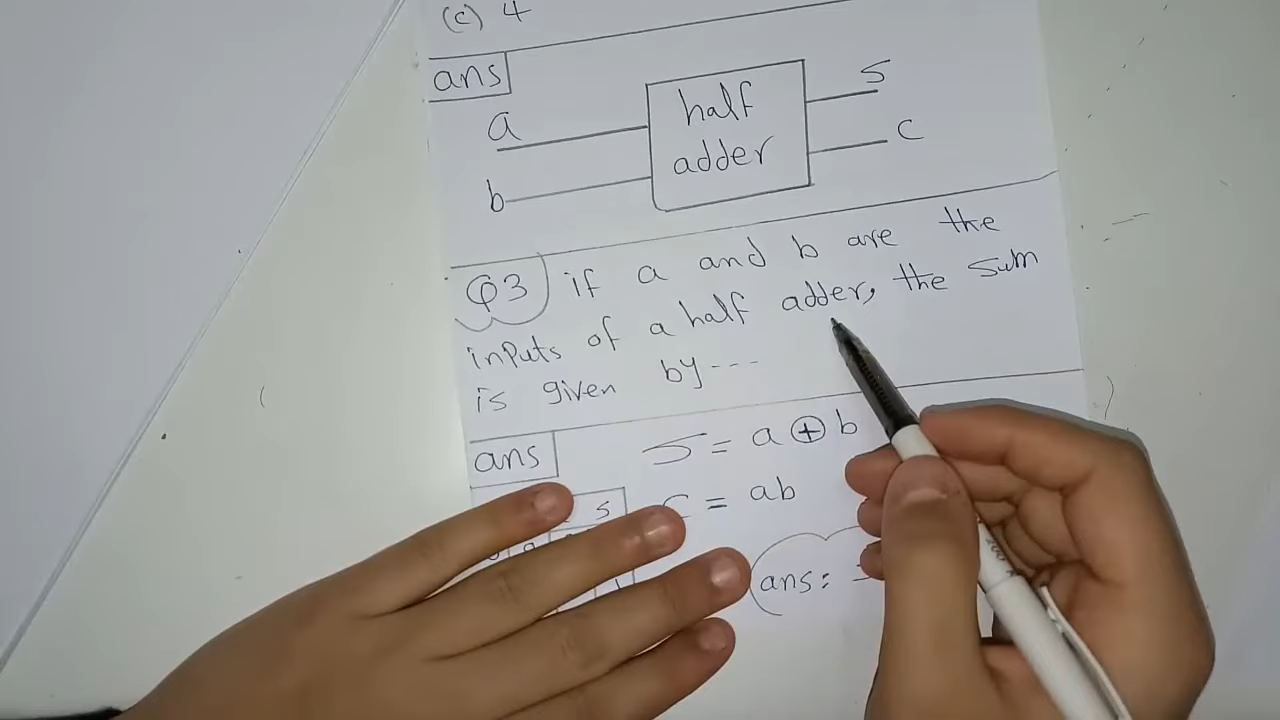 (c) 4
ans
a
b
half
adder
S
C
Q3 if a and b are the
inputs of a half adder, the sum
is given by---
ans
S = a ⊕ b
C = ab
S
ans: